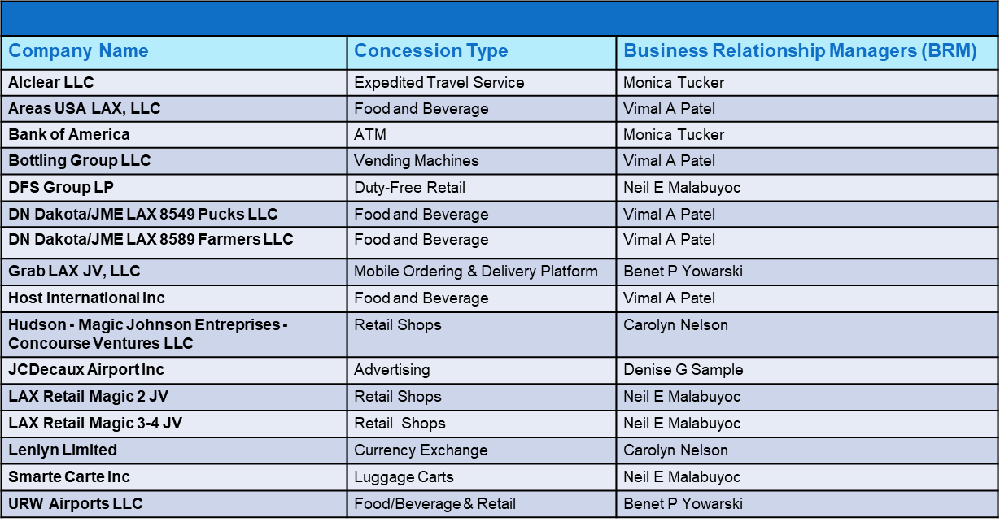 Company Name Concession Type Business Relationship Managers (BRM)
Alclear LLC Expedited Travel Service Monica Tucker
Areas USA LAX, LLC Food and Beverage Vimal A Patel
Bank of America ATM Monica Tucker
Bottling Group LLC Vending Machines Vimal A Patel
DFS Group LP Duty-Free Retail Neil E Malabuyoc
DN Dakota/JME LAX 8549 Pucks LLC Food and Beverage Vimal A Patel
DN Dakota/JME LAX 8589 Farmers LLC Food and Beverage Vimal A Patel
Grab LAX JV, LLC Mobile Ordering & Delivery Platform Benet P Yowarski
Host International Inc Food and Beverage Vimal A Patel
Hudson - Magic Johnson Entreprises - Retail Shops Carolyn Nelson
Concourse Ventures LLC
JCDecaux Airport Inc Advertising Denise G Sample
LAX Retail Magic 2 JV Retail Shops Neil E Malabuyoc
LAX Retail Magic 3-4 JV Retail Shops Neil E Malabuyoc
Lenlyn Limited Currency Exchange Carolyn Nelson
Smarte Carte Inc Luggage Carts Neil E Malabuyoc
URW Airports LLC Food/Beverage & Retail Benet P Yowarski